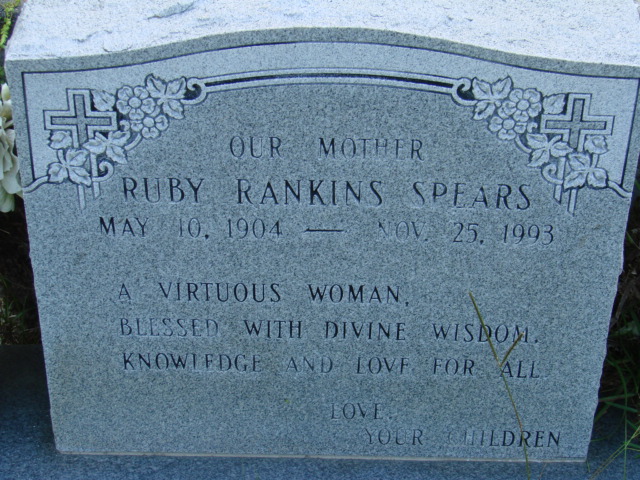 OUR MOTHER
RUBY RANKINS SPEARS
MAY 10, 1904 — NOV. 25, 1993
A VIRTUOUS WOMAN,
BLESSED WITH DIVINE WISDOM,
KNOWLEDGE AND LOVE FOR ALL
LOVE,
YOUR CHILDREN